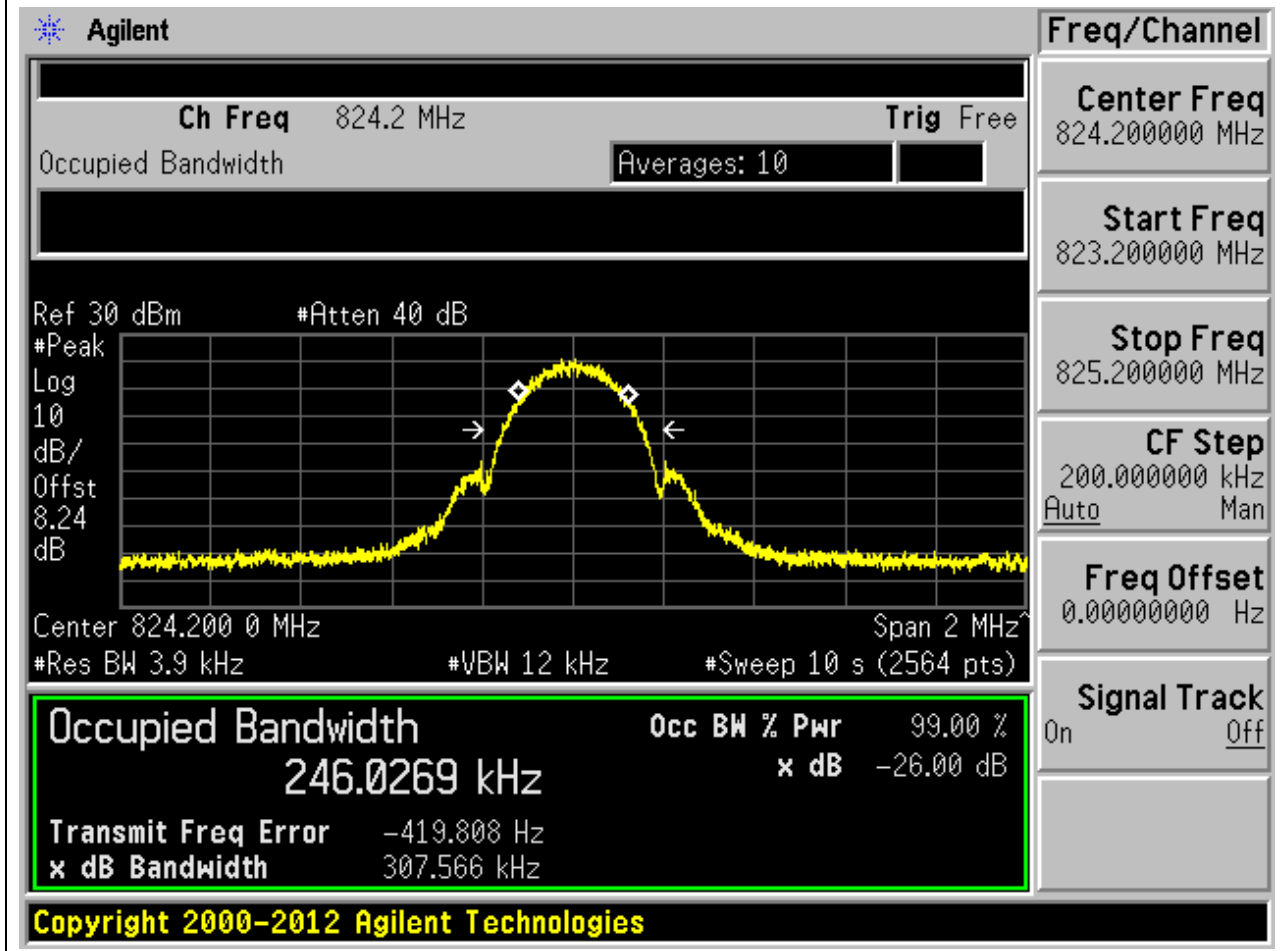 Agilent
Freq/Channel
Ch Freq 824.2 MHz Trig Free
Occupied Bandwidth Averages: 10
Ref 30 dBm #Atten 40 dB
#Peak
Log
10
dB/
Offst
8.24
dB
Center 824.200 0 MHz Span 2 MHz^
#Res BW 3.9 kHz #VBW 12 kHz #Sweep 10 s (2564 pts)
Occupied Bandwidth
246.0269 kHz
Occ BW % Pwr 99.00 %
x dB -26.00 dB
Transmit Freq Error -419.808 Hz
x dB Bandwidth 307.566 kHz
Center Freq
824.200000 MHz
Start Freq
823.200000 MHz
Stop Freq
825.200000 MHz
CF Step
200.000000 kHz
Auto Man
Freq Offset
0.00000000 Hz
Signal Track
On Off
Copyright 2000-2012 Agilent Technologies